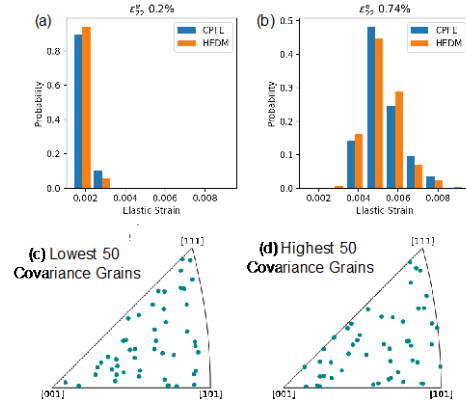 (a)
ε^e_22 0.2%
CPFE
HEDM
Probability
0.8
0.6
0.4
0.2
0.0
0.002 0.004 0.006 0.008
Elastic Strain
(b)
ε^e_22 0.74%
CPFE
HEDM
Probability
0.5
0.4
0.3
0.2
0.1
0.0
0.002 0.004 0.006 0.008
Elastic Strain
(c) Lowest 50
Covariance Grains
[111]
[001] [101]
(d) Highest 50
Covariance Grains
[111]
[001] [101]